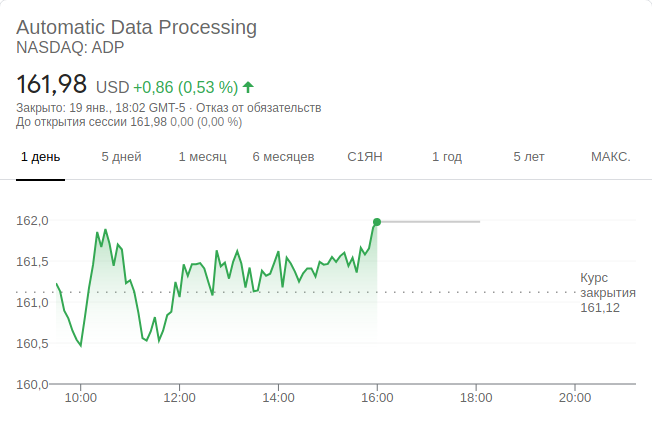 Automatic Data Processing
NASDAQ: ADP
161,98 USD +0,86 (0,53 %)
Закрыто: 19 янв., 18:02 GMT-5 · Отказ от обязательств
До открытия сессии 161,98 0,00 (0,00 %)
1 день 5 дней 1 месяц 6 месяцев С1ЯН 1 год 5 лет МАКС.
162,0
161,5
161,0
160,5
160,0
Курс
закрытия
161,12
10:00 12:00 14:00 16:00 18:00 20:00